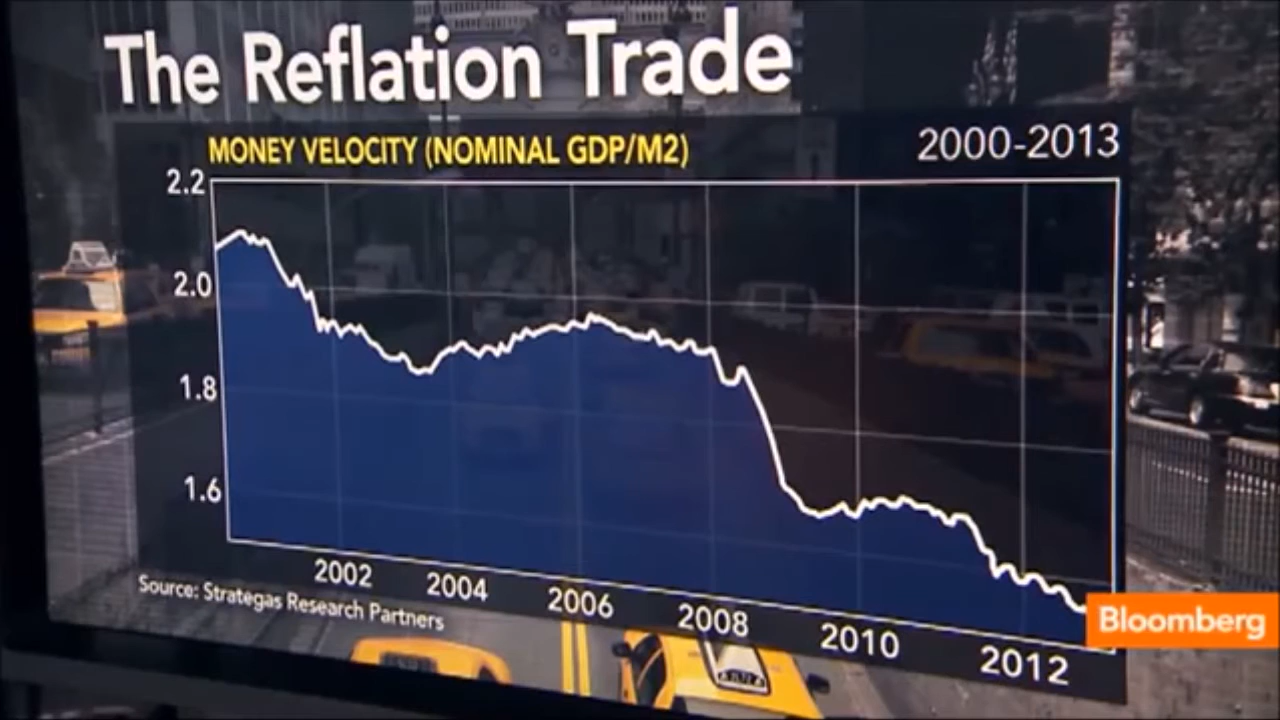 The Reflation Trade
MONEY VELOCITY (NOMINAL GDP/M2)
2000-2013
2.2
2.0
1.8
1.6
2002
2004
2006
2008
2010
2012
Source: Strategas Research Partners
Bloomberg